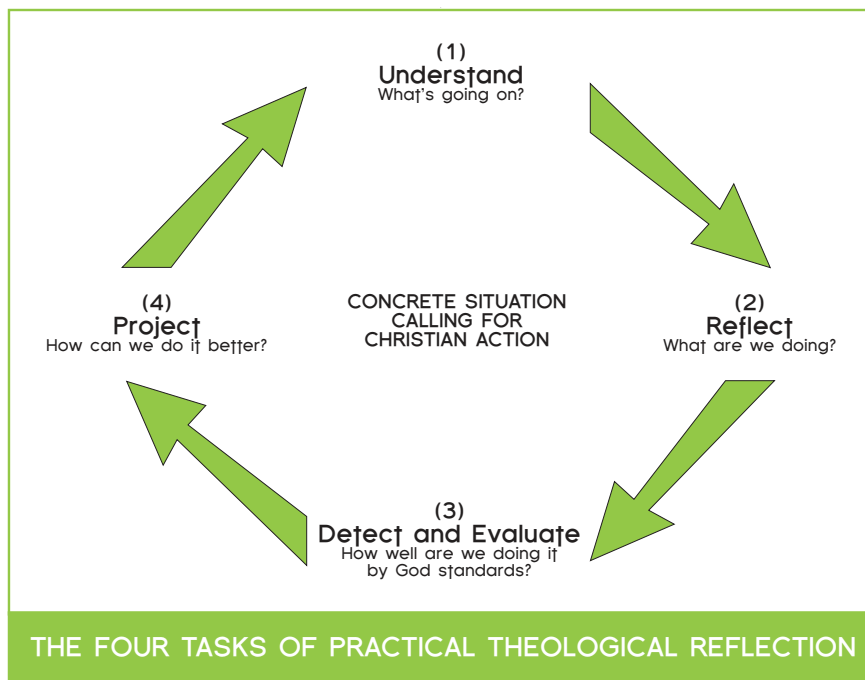 (1)
Understand
What's going on?
(2)
Reflect
What are we doing?
(3)
Detect and Evaluate
How well are we doing it
by God standards?
(4)
Project
How can we do it better?
CONCRETE SITUATION
CALLING FOR
CHRISTIAN ACTION
THE FOUR TASKS OF PRACTICAL THEOLOGICAL REFLECTION